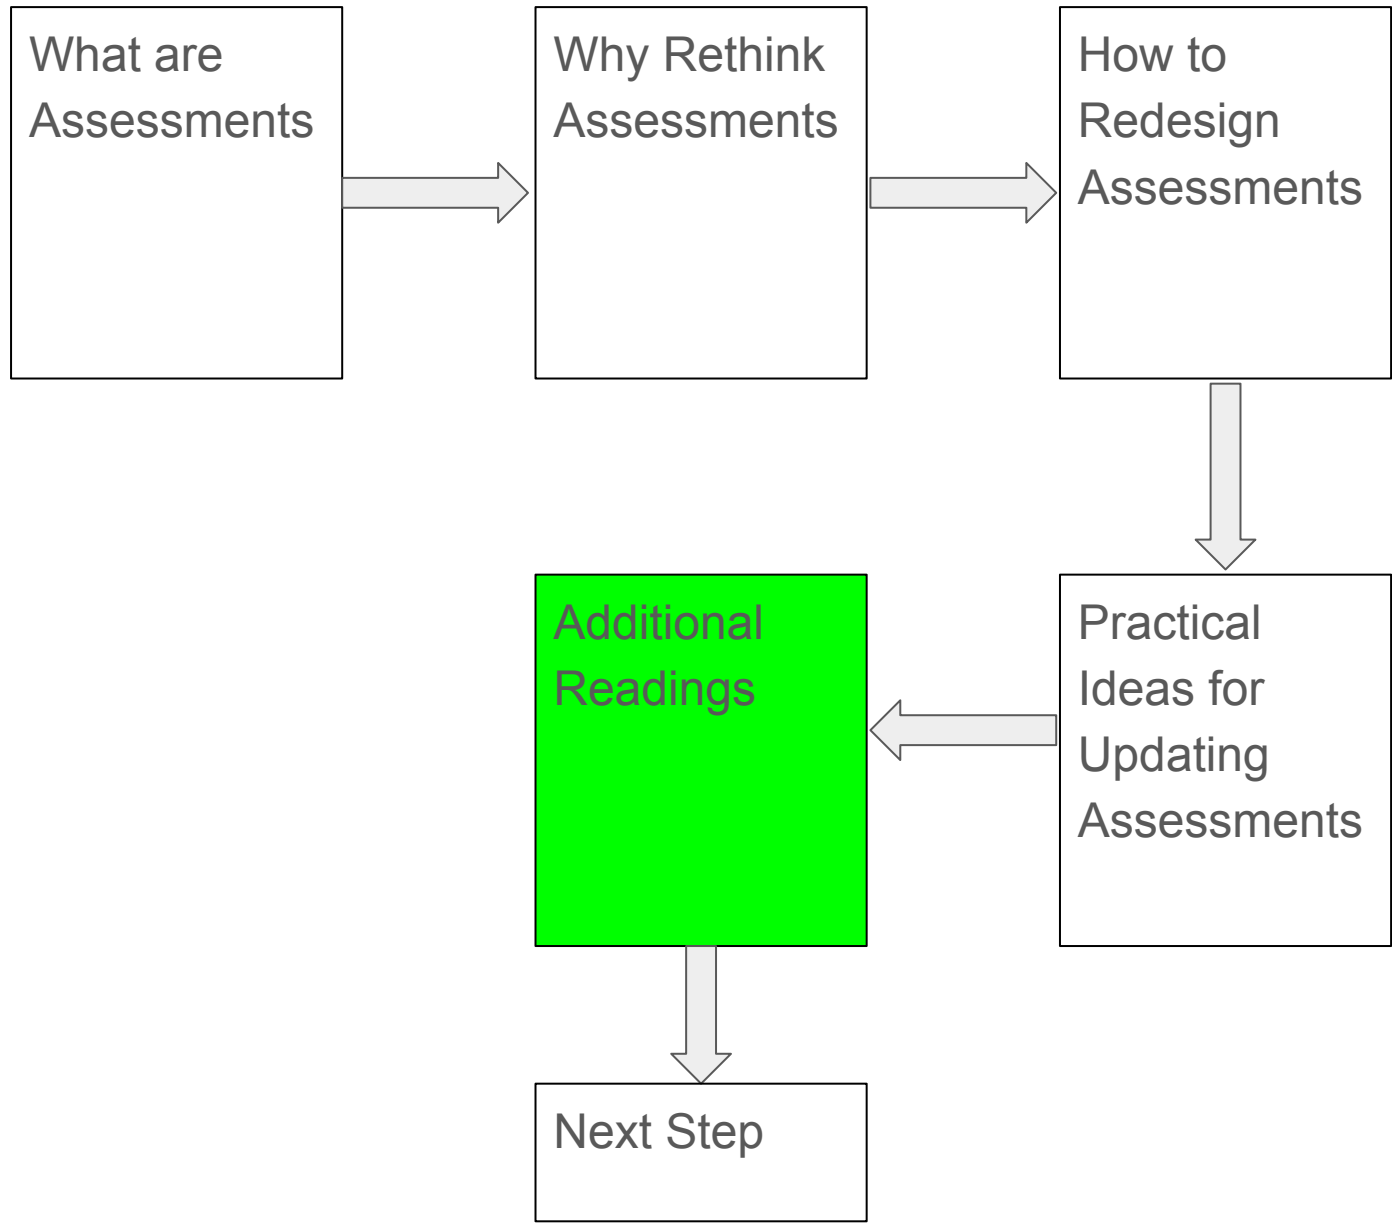 What are
Assessments
Why Rethink
Assessments
How to
Redesign
Assessments
Practical
Ideas for
Updating
Assessments
Additional
Readings
Next Step